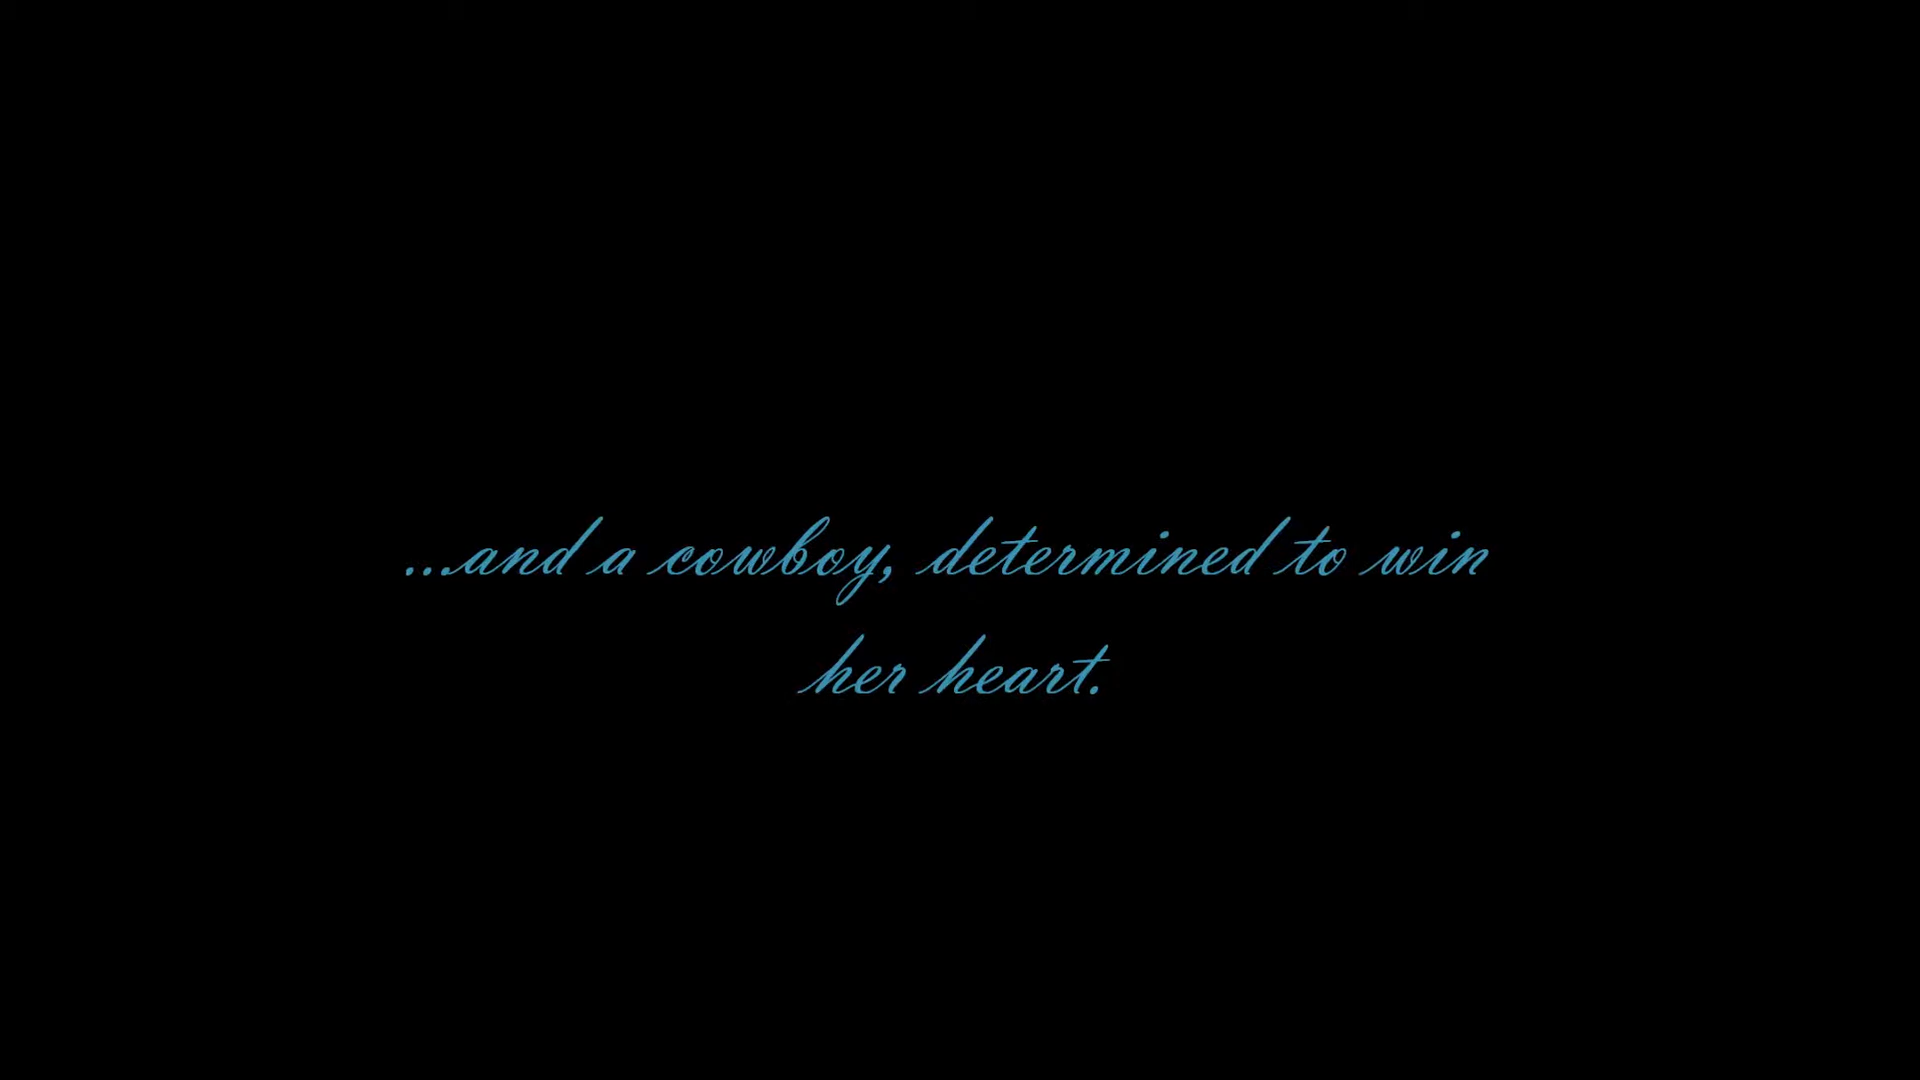 ...and a cowboy, determined to win
her heart.